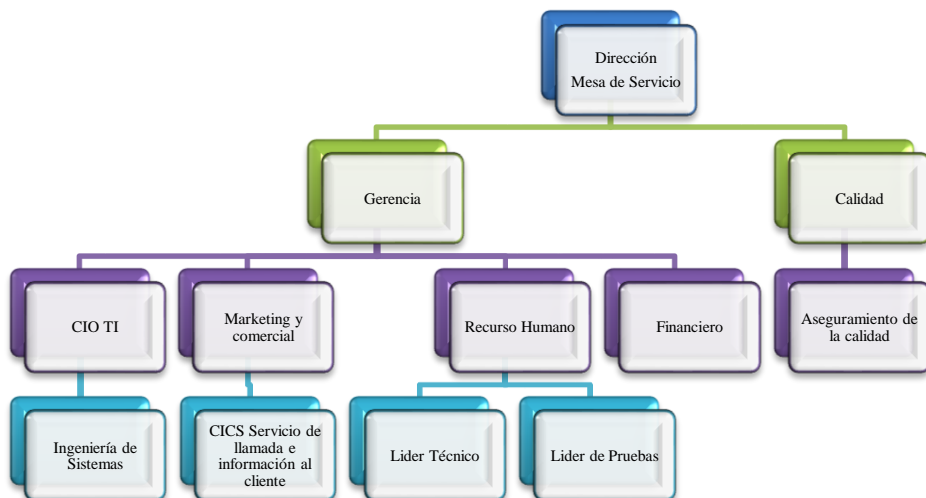 Dirección
Mesa de Servicio
Gerencia
Calidad
CIO TI
Marketing y
comercial
Recurso Humano
Financiero
Aseguramiento de
la calidad
Ingeniería de
Sistemas
CICS Servicio de
llamada e
información al
cliente
Lider Técnico
Lider de Pruebas